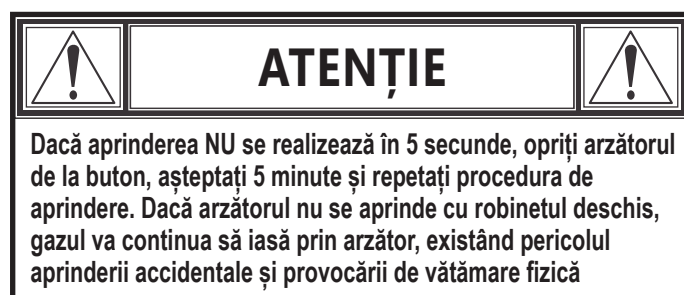 ATENȚIE
Dacă aprinderea NU se realizează în 5 secunde, opriți arzătorul
de la buton, așteptați 5 minute și repetați procedura de
aprindere. Dacă arzătorul nu se aprinde cu robinetul deschis,
gazul va continua să iasă prin arzător, existând pericolul
aprinderii accidentale și provocării de vătămare fizică